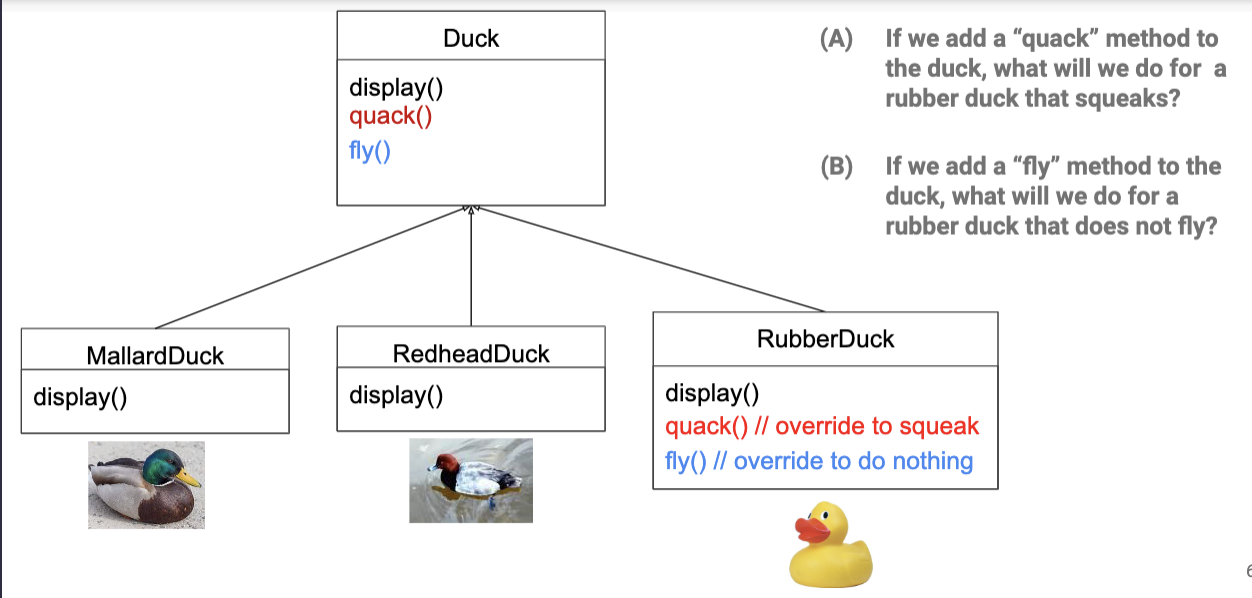 Duck
display()
quack()
fly()
(A) If we add a “quack” method to
the duck, what will we do for a
rubber duck that squeaks?
(B) If we add a “fly” method to the
duck, what will we do for a
rubber duck that does not fly?
MallardDuck
display()
RedheadDuck
display()
RubberDuck
display()
quack() // override to squeak
fly() // override to do nothing